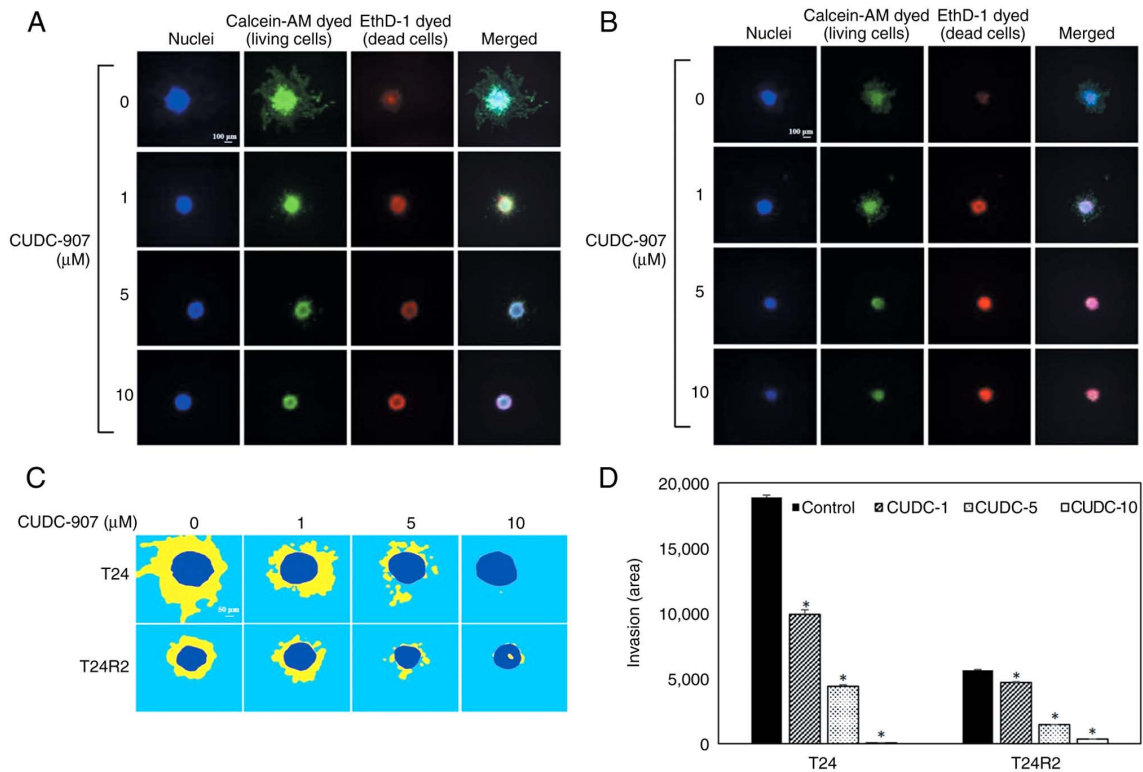 A
Calcein-AM dyed EthD-1 dyed
Nuclei (living cells) (dead cells) Merged
CUDC-907
(µM)
0
100 µm
1
5
10
B
Calcein-AM dyed EthD-1 dyed
Nuclei (living cells) (dead cells) Merged
CUDC-907
(µM)
0
100 µm
1
5
10
C
CUDC-907 (µM) 0 1 5 10
T24
50 µm
T24R2
D
Invasion (area)
20,000
15,000
10,000
5,000
0
Control CUDC-1 CUDC-5 CUDC-10
* * *
* * *
T24 T24R2